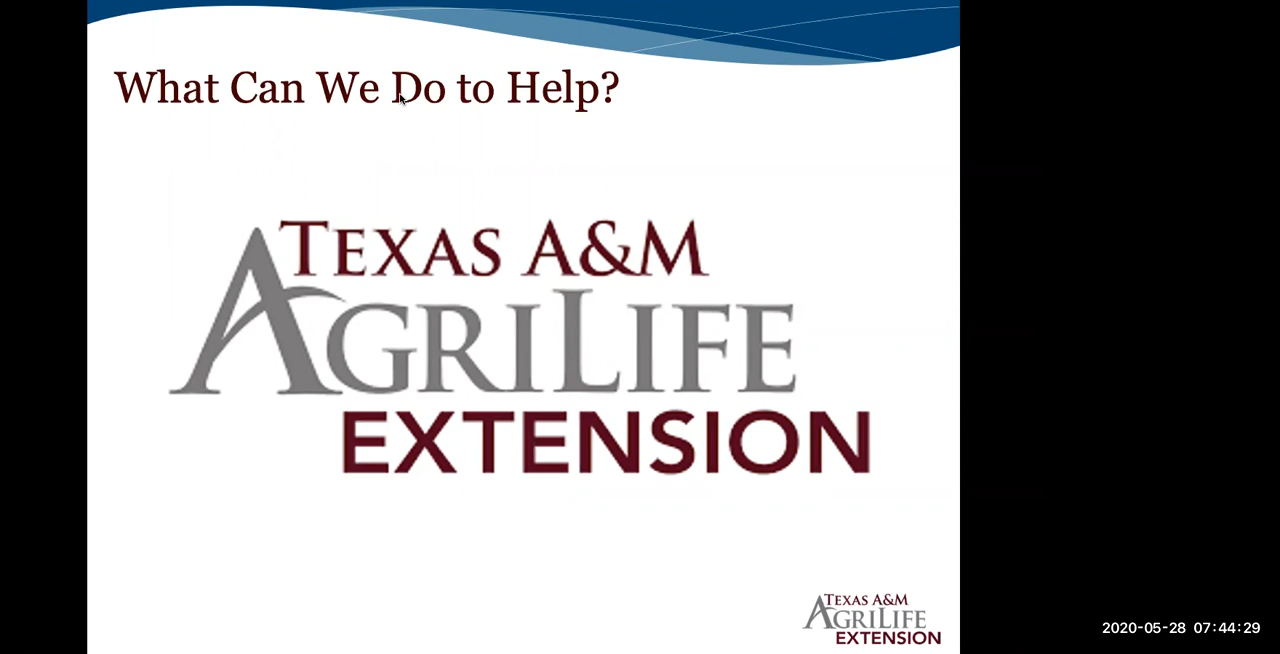 What Can We Do to Help?
TEXAS A&M
AGRILIFE
EXTENSION
TEXAS A&M
AGRILIFE
EXTENSION
2020-05-28 07:44:29